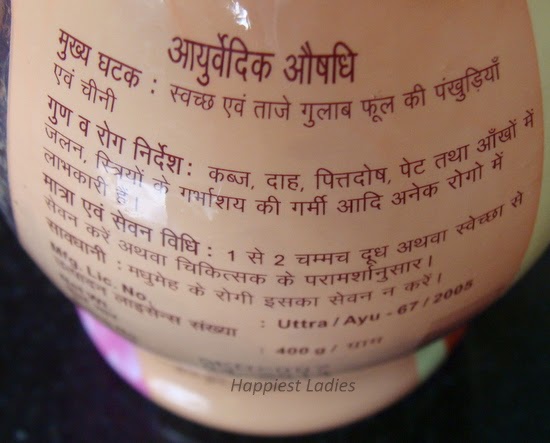 आयुर्वेदिक औषधि
मुख्य घटक : स्वच्छ एवं ताजे गुलाब फूल की पंखुड़ियाँ
एवं चीनी
गुण व रोग निर्देश: कब्ज, दाह, पित्तदोष, पेट तथा आँखों में
जलन, स्त्रियों के गर्भाशय की गर्मी आदि अनेक रोगो में
लाभकारी हैं।
मात्रा एवं सेवन विधि : 1 से 2 चम्मच दूध अथवा स्वेच्छा से
सेवन करें अथवा चिकित्सक के परामर्शानुसार।
सावधानी : मधुमेह के रोगी इसका सेवन न करें।
Mfg. Lic. No.
लाइसेन्स संख्या : Uttra / Ayu - 67 / 2005
: 400 g / ग्राम
Happiest Ladies